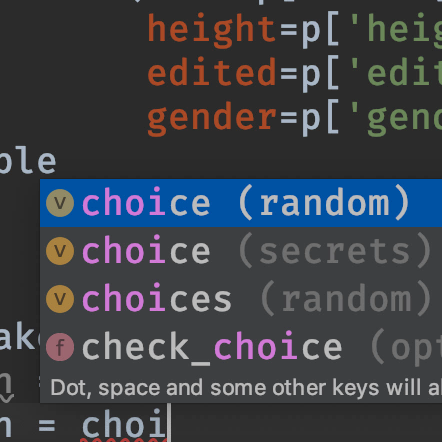 height=p['heig
edited=p['edit
gender=p['gend
ple
v choice (random)
v choice (secrets)
v choices (random)
f check_choice (opt
Dot, space and some other keys will al
n = choi